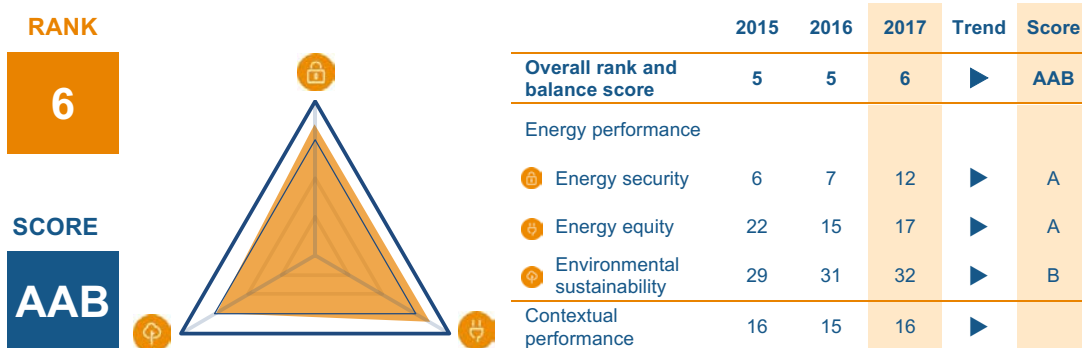 RANK
6
SCORE
AAB
2015 2016 2017 Trend Score
Overall rank and
balance score 5 5 6 AAB
Energy performance
Energy security 6 7 12 A
Energy equity 22 15 17 A
Environmental
sustainability 29 31 32 B
Contextual
performance 16 15 16